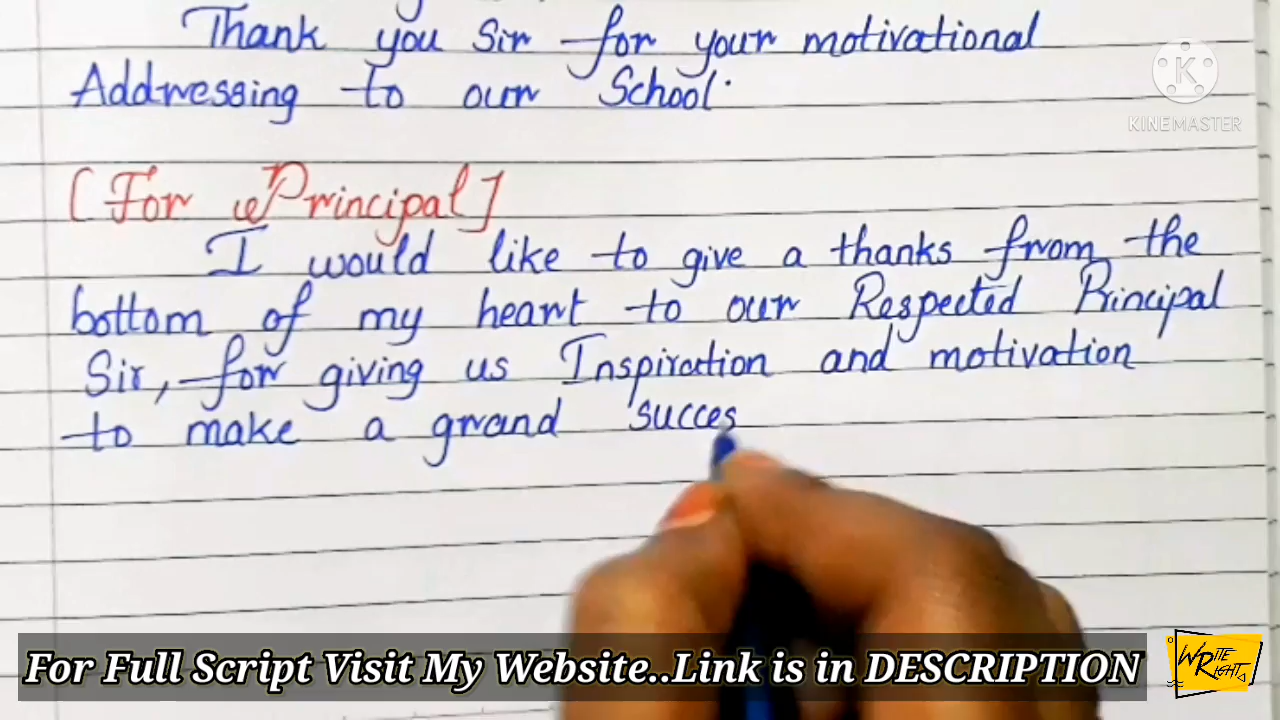 Thank you Sir for your motivational
Addressing to our School.
KINEMASTER
[For Principal]
I would like to give a thanks from the
bottom of my heart to our Respected Principal
Sir, for giving us Inspiration and motivation
to make a grand succes
For Full Script Visit My Website..Link is in DESCRIPTION
WRITE RIGHT